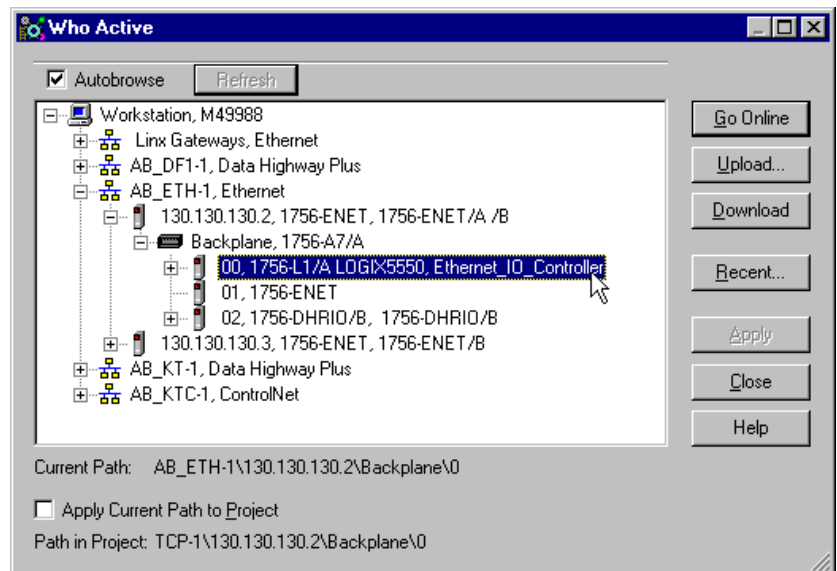 Who Active
Autobrowse
Refresh
Workstation, M49988
Linx Gateways, Ethernet
AB_DF1-1, Data Highway Plus
AB_ETH-1, Ethernet
130.130.130.2, 1756-ENET, 1756-ENET/A /B
Backplane, 1756-A7/A
00, 1756-L1/A LOGIX5550, Ethernet_IO_Controller
01, 1756-ENET
02, 1756-DHRIO/B, 1756-DHRIO/B
130.130.130.3, 1756-ENET, 1756-ENET/B
AB_KT-1, Data Highway Plus
AB_KTC-1, ControlNet
Go Online
Upload...
Download
Recent...
Apply
Close
Help
Current Path: AB_ETH-1\130.130.130.2\Backplane\0
Apply Current Path to Project
Path in Project: TCP-1\130.130.130.2\Backplane\0